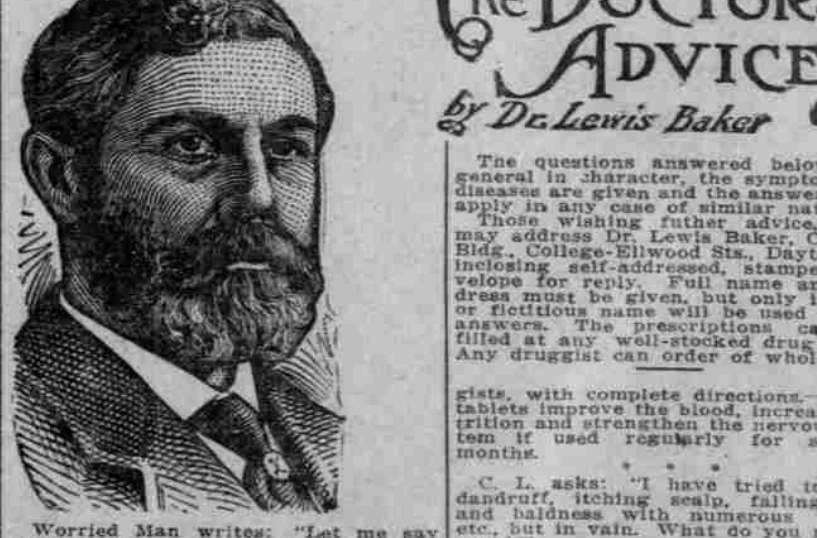 The DOCTOR
ADVICE
by Dr. Lewis Baker
The questions answered belo
general in character, the sympto
diseases are given and the answe
apply in any case of similar na
Those wishing futher advice,
may address Dr. Lewis Baker, C
Bldg., College-Ellwood Sts., Dayt
inclosing self-addressed, stampe
velope for reply. Full name an
dress must be given, but only i
or fictitious name will be used
answers. The prescriptions ca
filled at any well-stocked drug
Any druggist can order of whol
gists, with complete directions.—
tablets improve the blood, increa
trition and strengthen the nervou
tem if used regularly for s
months.
* * *
C. L. asks: "I have tried to
dandruff, itching scalp, falling
and baldness with numerous
etc., but in vain. What do you
Worried Man writes: "Let me say